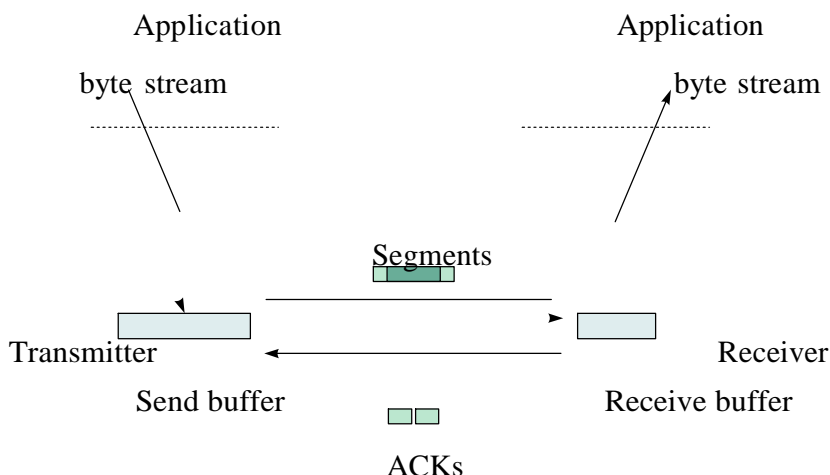 Application
Application
byte stream
byte stream
Segments
Transmitter
Receiver
Send buffer
Receive buffer
ACKs